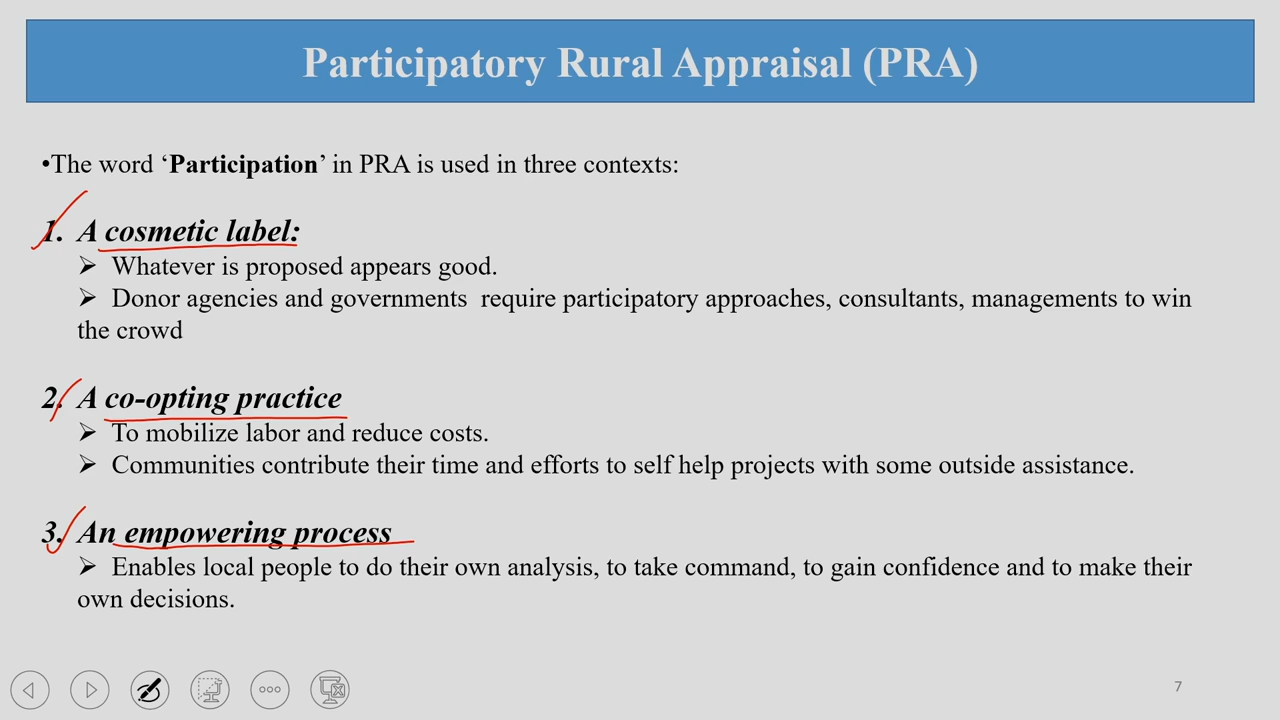 Participatory Rural Appraisal (PRA)
•The word ‘Participation’ in PRA is used in three contexts:
1. A cosmetic label:
➢ Whatever is proposed appears good.
➢ Donor agencies and governments require participatory approaches, consultants, managements to win
the crowd
2. A co-opting practice
➢ To mobilize labor and reduce costs.
➢ Communities contribute their time and efforts to self help projects with some outside assistance.
3. An empowering process
➢ Enables local people to do their own analysis, to take command, to gain confidence and to make their
own decisions.
7